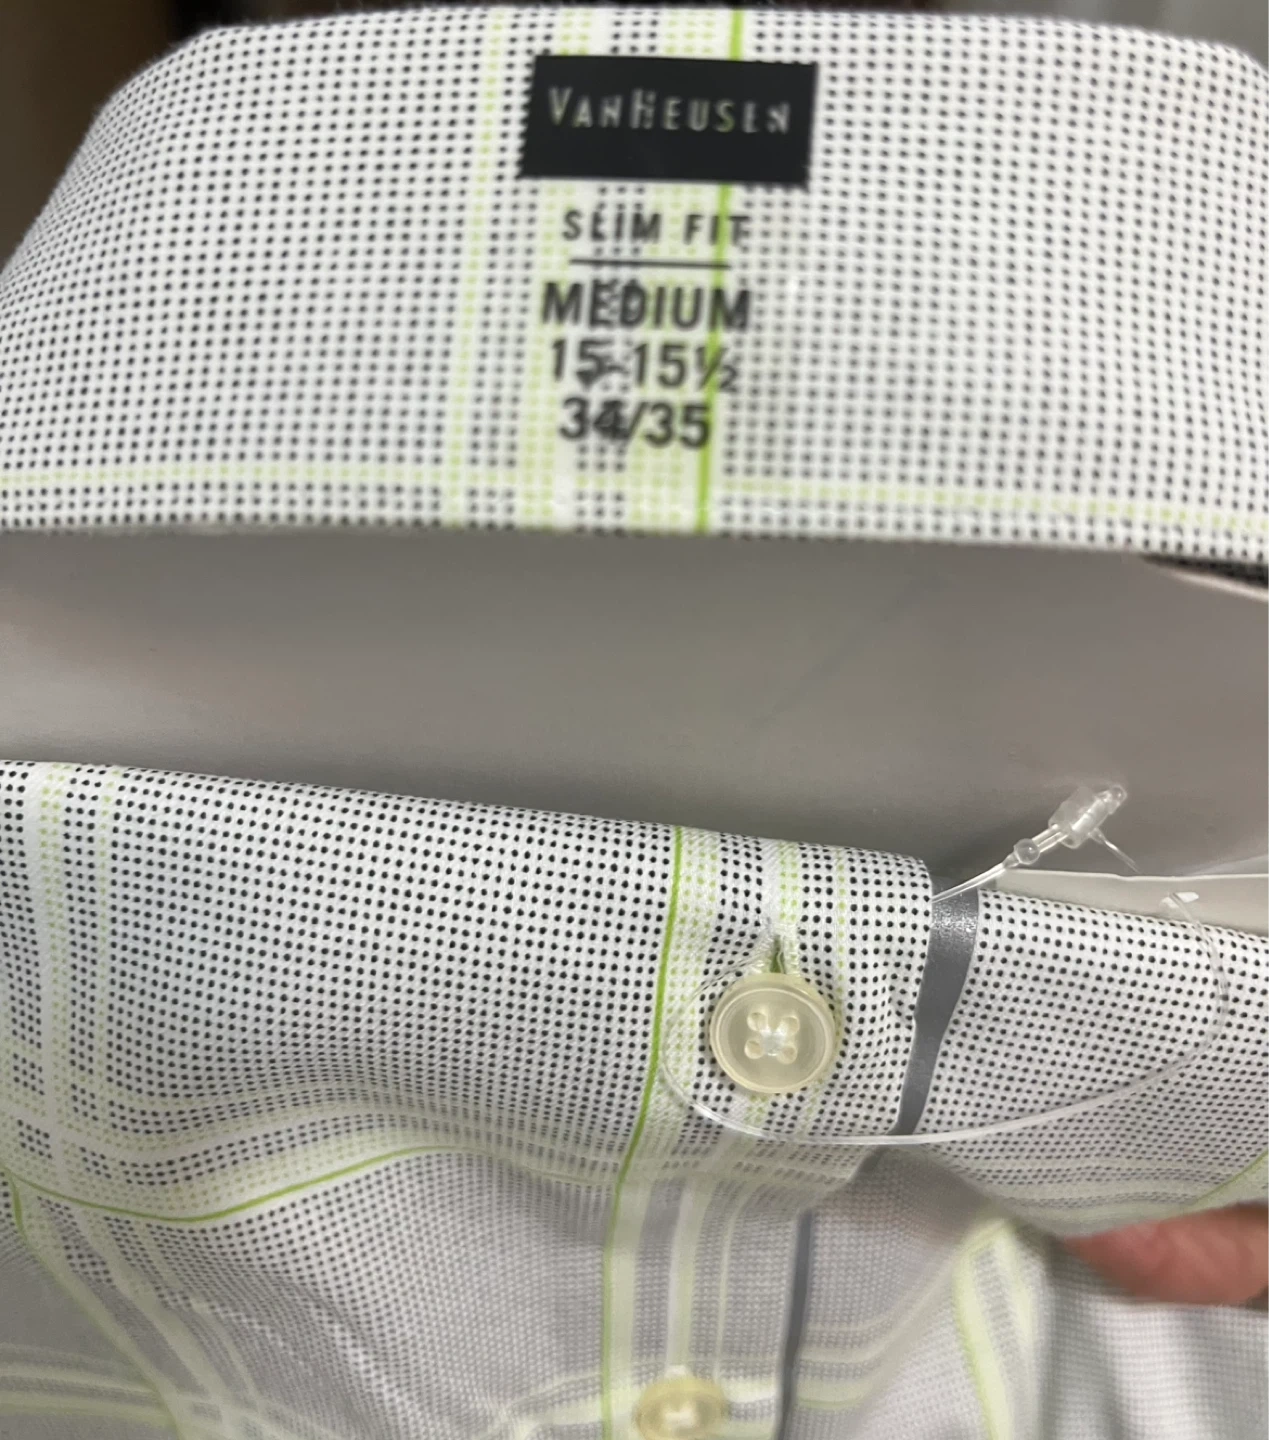 VANHEUSEN
SLIM FIT
MEDIUM
15-15½
34/35